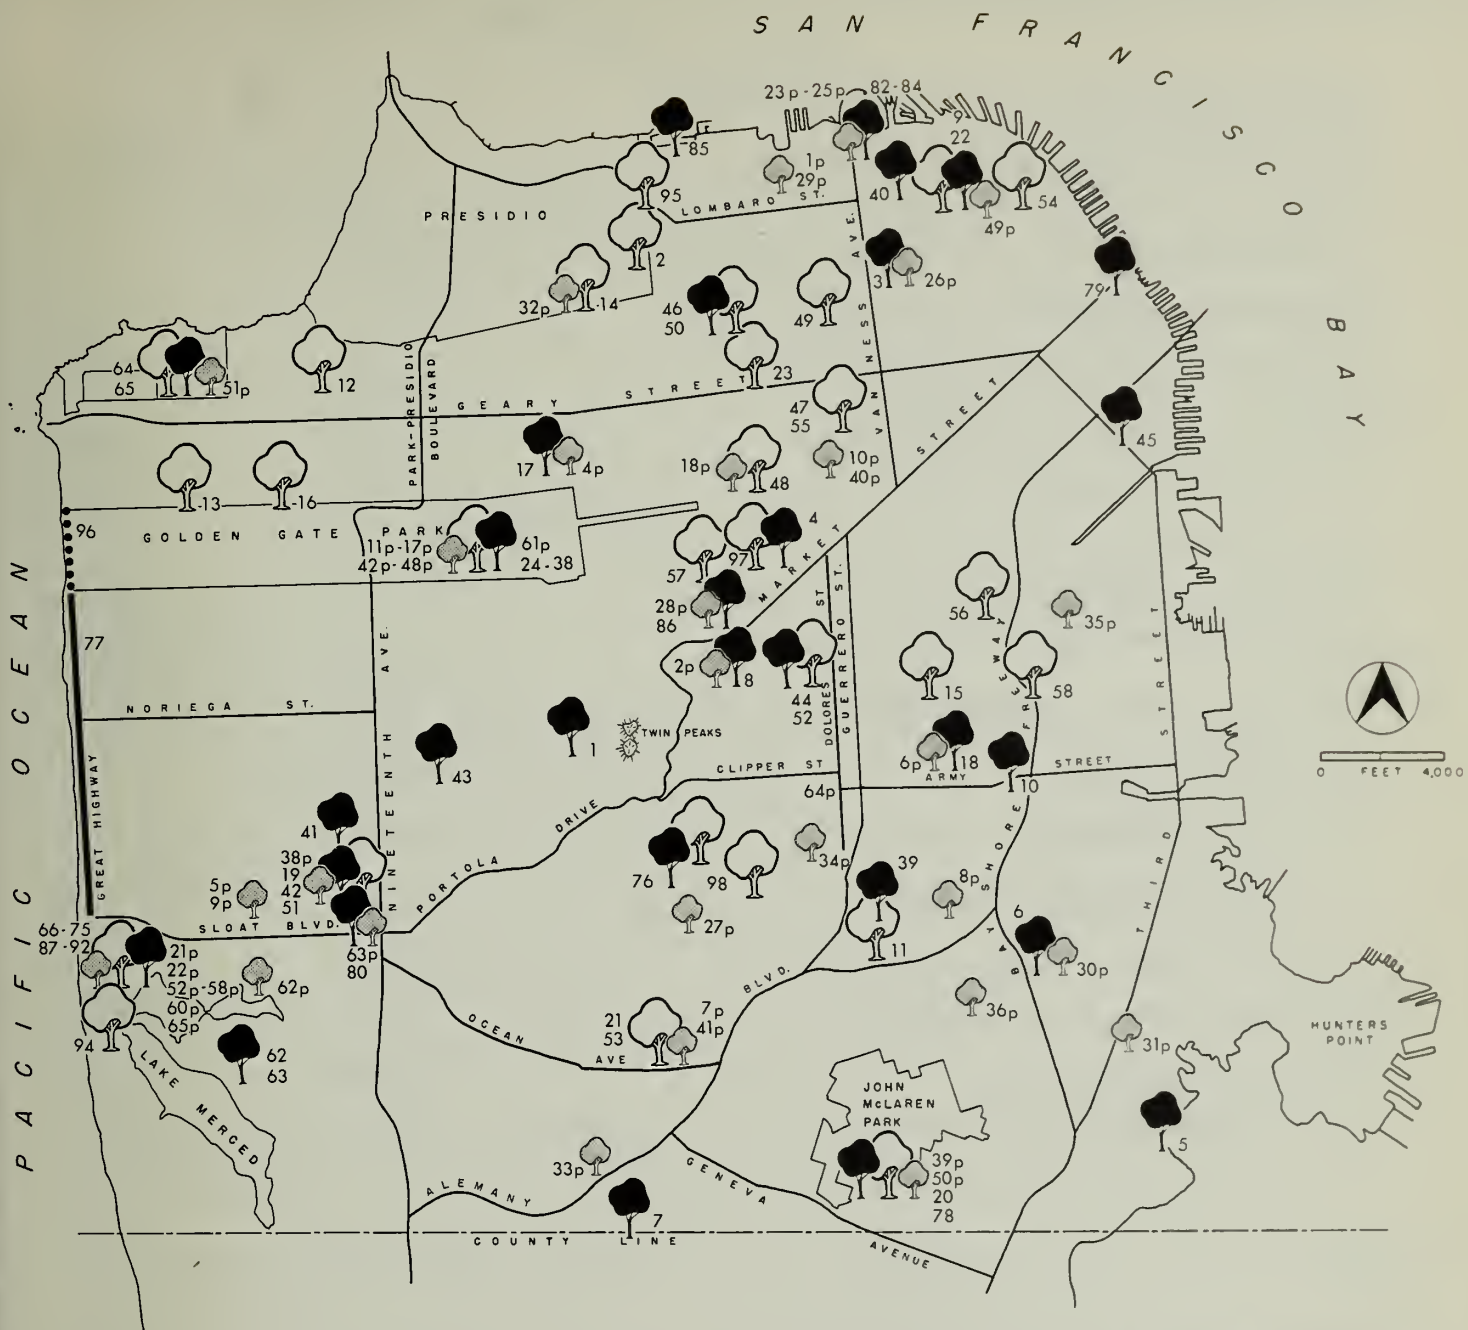 SAN FRANCISCO BAY
23p-25p
82-84
9
22
85
1p
29p
40
95
LOMBARO ST.
54
PRESIDIO
49p
2
3
26p
79
32p
14
46
50
49
VAN NESS AVE.
64
65
51p
12
PARK-PRESIDIO
BOULEVARD
23
GEARY STREET
47
55
45
17
4p
18p
48
10p
40p
MARKET STREET
13
16
96
GOLDEN GATE PARK
11p-17p
42p-48p
61p
24-38
4
97
57
28p
86
56
35p
77
2p
8
44
52
DOLORES ST
GUERRERO ST.
15
58
NORIEGA ST.
NINETEENTH AVE.
1
TWIN PEAKS
43
6p
18
ARMY STREET
10
CLIPPER ST
64p
0 FEET 4,000
THIRD STREET
GREAT HIGHWAY
41
PORTOLA DRIVE
38p
19
42
51
76
98
34p
39
8p
BAYSHORE FREEWAY
5p
9p
SLOAT BLVD.
63p
80
27p
11
6
30p
66-75
87-92
21p
22p
52p-58p
60p
65p
62p
36p
94
LAKE MERCED
62
63
OCEAN AVE
21
53
7p
41p
BLVD.
31p
HUNTERS
POINT
JOHN
McLAREN
PARK
5
39p
50p
20
78
33p
ALEMANY
7
GENEVA AVENUE
COUNTY LINE
PACIFIC OCEAN